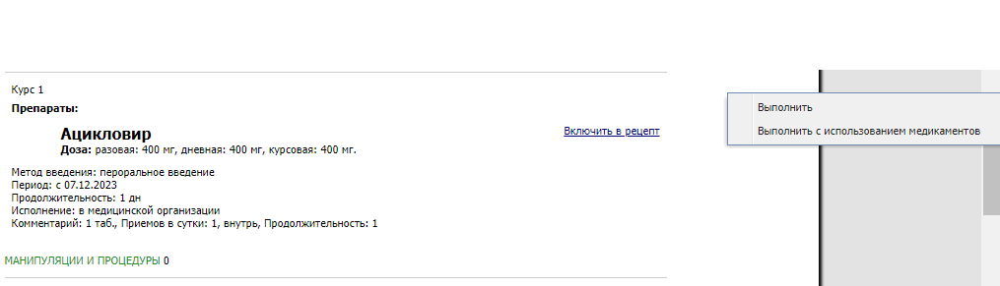 Курс 1
Препараты:
Ацикловир
Включить в рецепт
Доза: разовая: 400 мг, дневная: 400 мг, курсовая: 400 мг.
Метод введения: пероральное введение
Период: с 07.12.2023
Продолжительность: 1 дн
Исполнение: в медицинской организации
Комментарий: 1 таб., Приемов в сутки: 1, внутрь, Продолжительность: 1
МАНИПУЛЯЦИИ И ПРОЦЕДУРЫ 0
Выполнить
Выполнить с использованием медикаментов